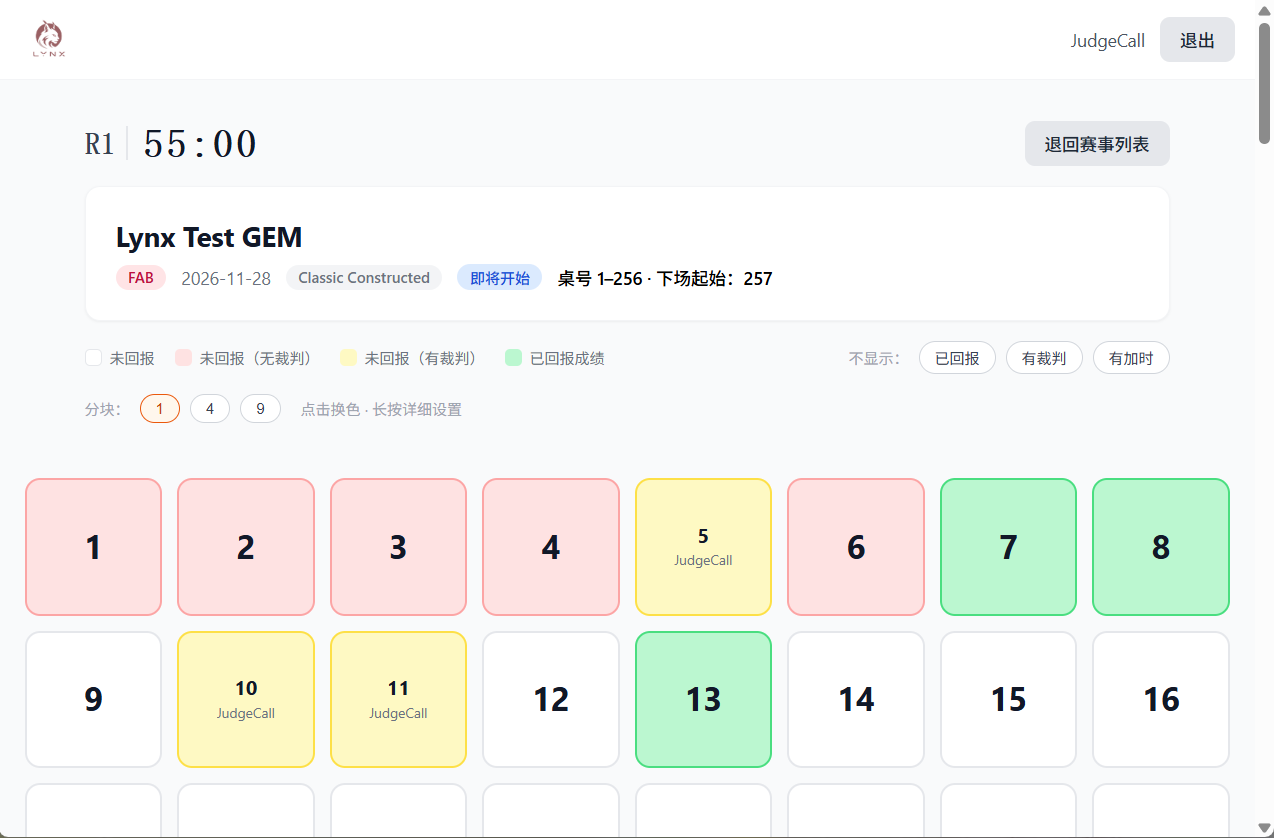 LYNX
JudgeCall 退出
R1 55:00 退回赛事列表
Lynx Test GEM
FAB 2026-11-28 Classic Constructed 即将开始 桌号 1–256 · 下场起始：257
未回报 未回报（无裁判） 未回报（有裁判） 已回报成绩 不显示： 已回报 有裁判 有加时
分块： 1 4 9 点击换色 · 长按详细设置
1 2 3 4 5 6 7 8
JudgeCall
9 10 11 12 13 14 15 16
JudgeCall JudgeCall